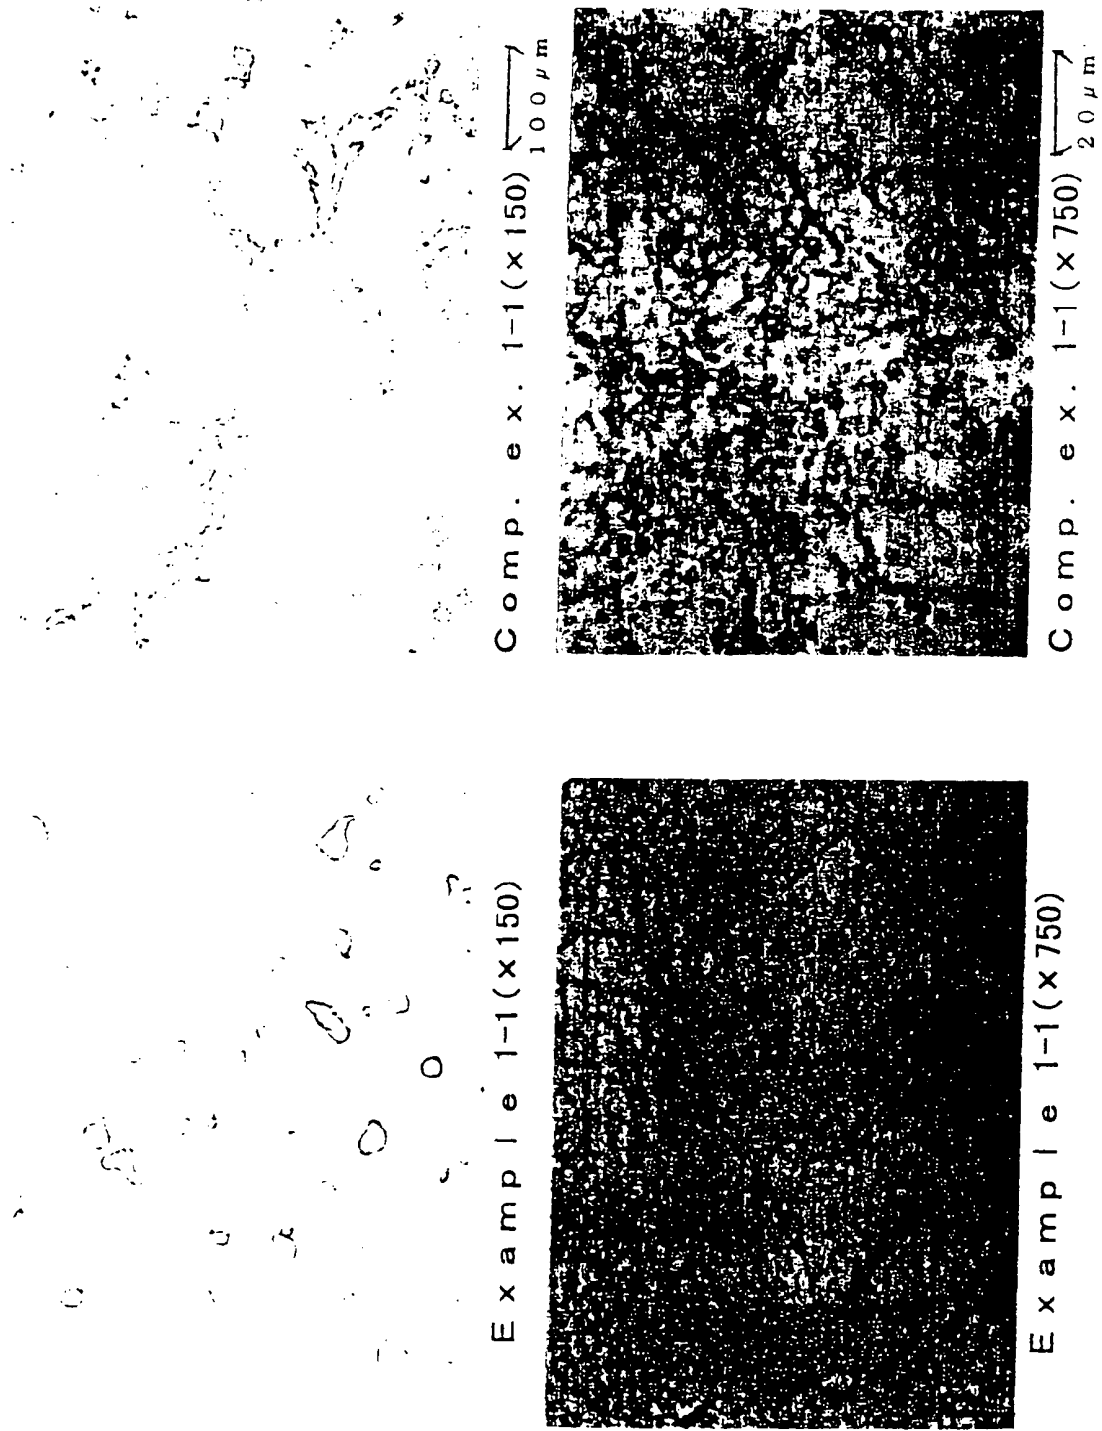 Example 1-1(×150)
Comp. ex. 1-1(×150)
100μm
Example 1-1(×750)
Comp. ex. 1-1(×750)
20μm